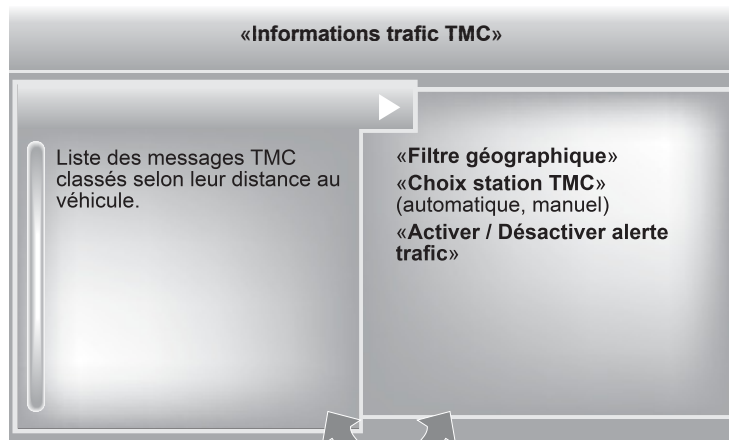 «Informations trafic TMC»
Liste des messages TMC
classés selon leur distance au
véhicule.
«Filtre géographique»
«Choix station TMC»
(automatique, manuel)
«Activer / Désactiver alerte
trafic»